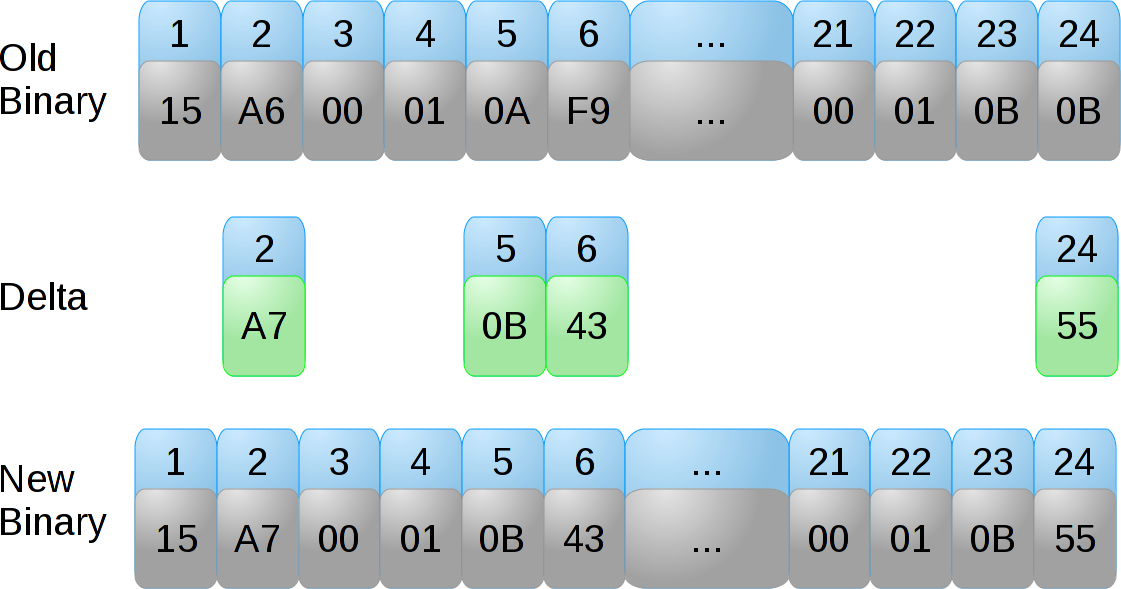 1 2 3 4 5 6 ... 21 22 23 24
Old
Binary
15 A6 00 01 0A F9 ... 00 01 0B 0B
2 5 6 24
Delta
A7 0B 43 55
1 2 3 4 5 6 ... 21 22 23 24
New
Binary
15 A7 00 01 0B 43 ... 00 01 0B 55